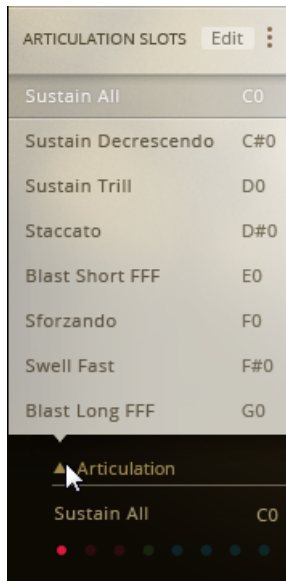 ARTICULATION SLOTS Edit
Sustain All C0
Sustain Decrescendo C#0
Sustain Trill D0
Staccato D#0
Blast Short FFF E0
Sforzando F0
Swell Fast F#0
Blast Long FFF G0
Articulation
Sustain All C0